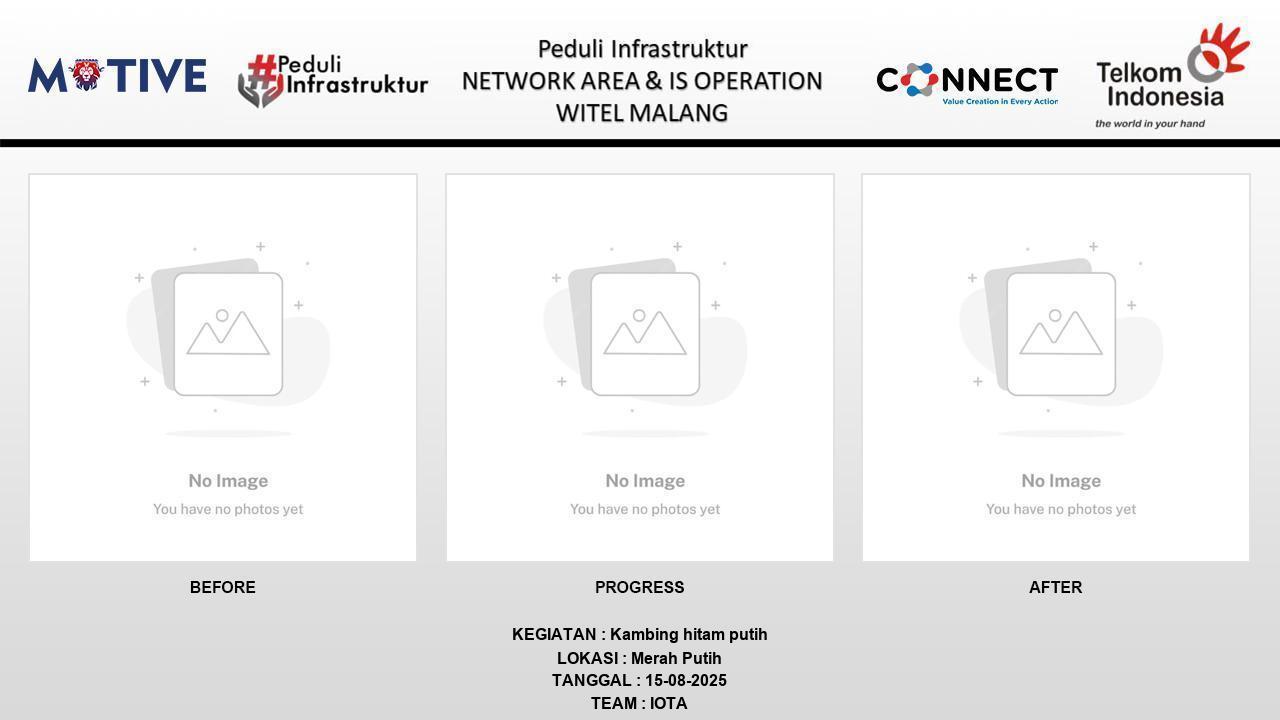 MOTIVE
#Peduli
Infrastruktur
Peduli Infrastruktur
NETWORK AREA & IS OPERATION
WITEL MALANG
CONNECT
Value Creation in Every Action
Telkom
Indonesia
the world in your hand
No Image
You have no photos yet
No Image
You have no photos yet
No Image
You have no photos yet
BEFORE
PROGRESS
AFTER
KEGIATAN : Kambing hitam putih
LOKASI : Merah Putih
TANGGAL : 15-08-2025
TEAM : IOTA